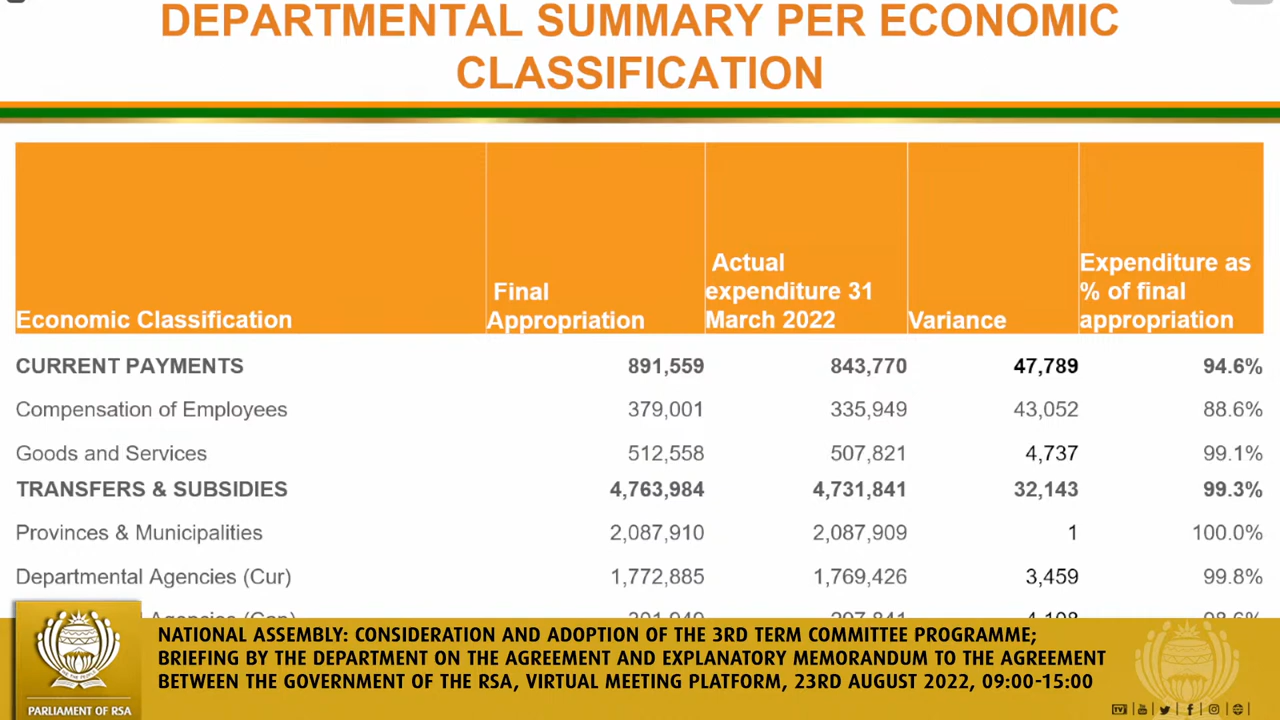 DEPARTMENTAL SUMMARY PER ECONOMIC
CLASSIFICATION
Economic Classification Final Appropriation Actual expenditure 31 March 2022 Variance Expenditure as % of final appropriation
CURRENT PAYMENTS 891,559 843,770 47,789 94.6%
Compensation of Employees 379,001 335,949 43,052 88.6%
Goods and Services 512,558 507,821 4,737 99.1%
TRANSFERS & SUBSIDIES 4,763,984 4,731,841 32,143 99.3%
Provinces & Municipalities 2,087,910 2,087,909 1 100.0%
Departmental Agencies (Cur) 1,772,885 1,769,426 3,459 99.8%
NATIONAL ASSEMBLY: CONSIDERATION AND ADOPTION OF THE 3RD TERM COMMITTEE PROGRAMME;
BRIEFING BY THE DEPARTMENT ON THE AGREEMENT AND EXPLANATORY MEMORANDUM TO THE AGREEMENT
BETWEEN THE GOVERNMENT OF THE RSA, VIRTUAL MEETING PLATFORM, 23RD AUGUST 2022, 09:00-15:00
PARLIAMENT OF RSA